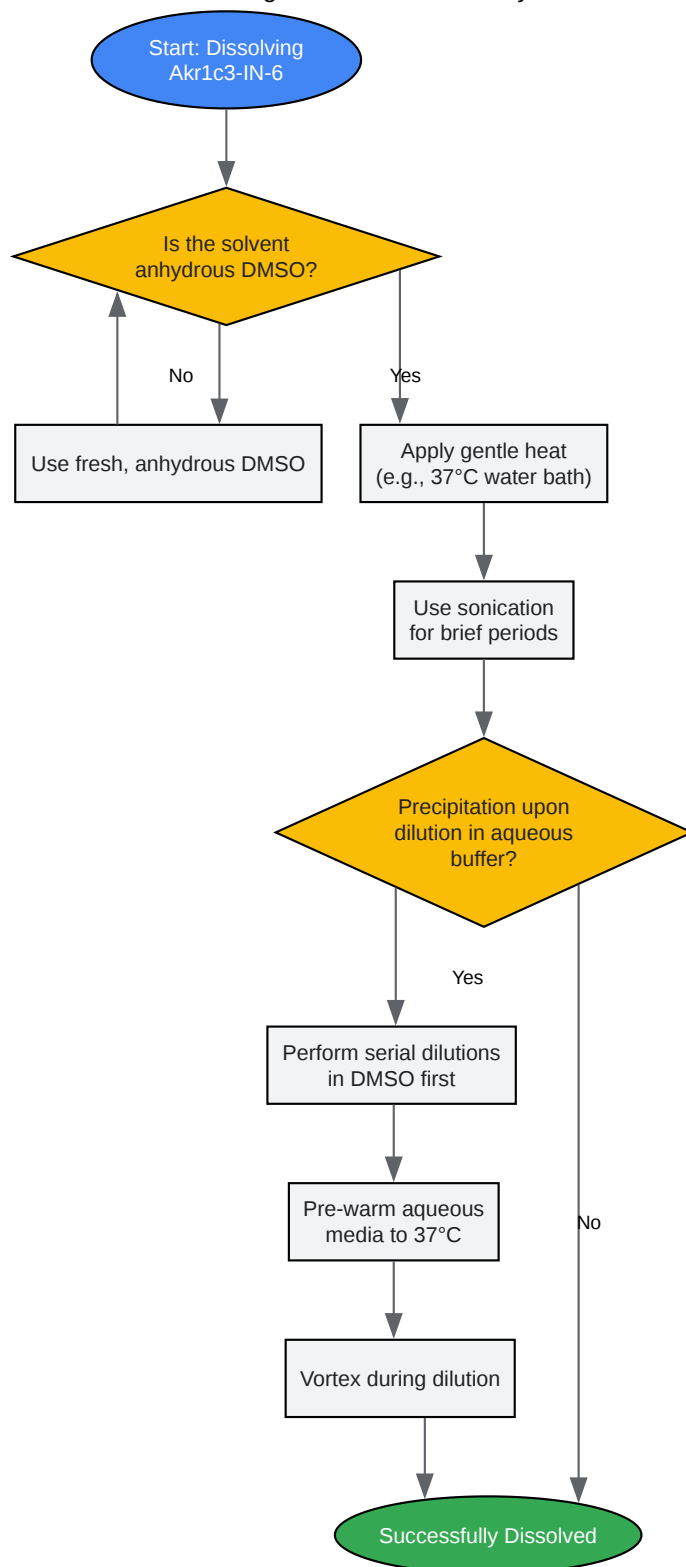 Start: Dissolving
Akr1c3-IN-6
Is the solvent
anhydrous DMSO?
No
Yes
Use fresh, anhydrous DMSO
Apply gentle heat
(e.g., 37°C water bath)
Use sonication
for brief periods
Precipitation upon
dilution in aqueous
buffer?
Yes
Perform serial dilutions
in DMSO first
Pre-warm aqueous
media to 37°C
No
Vortex during dilution
Successfully Dissolved